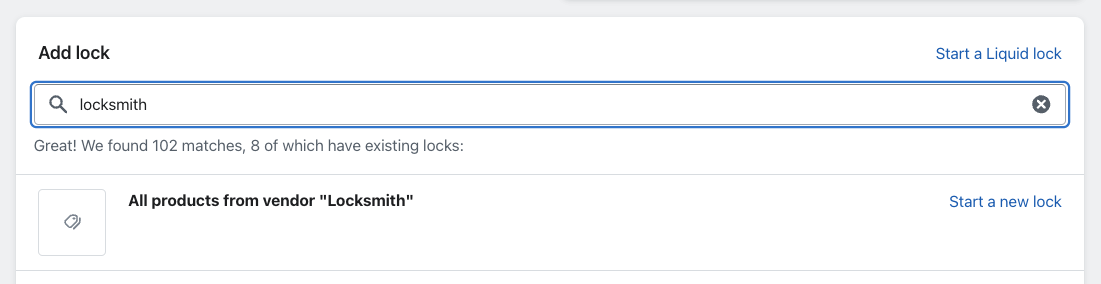 Add lock
Start a Liquid lock
locksmith
Great! We found 102 matches, 8 of which have existing locks:
All products from vendor "Locksmith"
Start a new lock